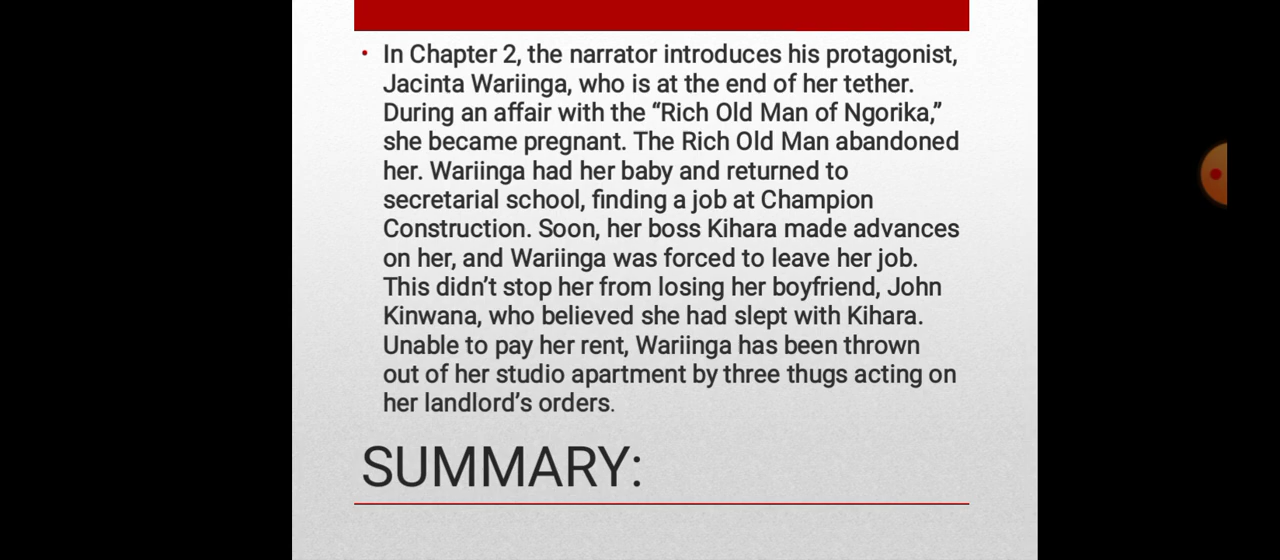 • In Chapter 2, the narrator introduces his protagonist,
Jacinta Wariinga, who is at the end of her tether.
During an affair with the “Rich Old Man of Ngorika,”
she became pregnant. The Rich Old Man abandoned
her. Wariinga had her baby and returned to
secretarial school, finding a job at Champion
Construction. Soon, her boss Kihara made advances
on her, and Wariinga was forced to leave her job.
This didn’t stop her from losing her boyfriend, John
Kinwana, who believed she had slept with Kihara.
Unable to pay her rent, Wariinga has been thrown
out of her studio apartment by three thugs acting on
her landlord’s orders.
SUMMARY: